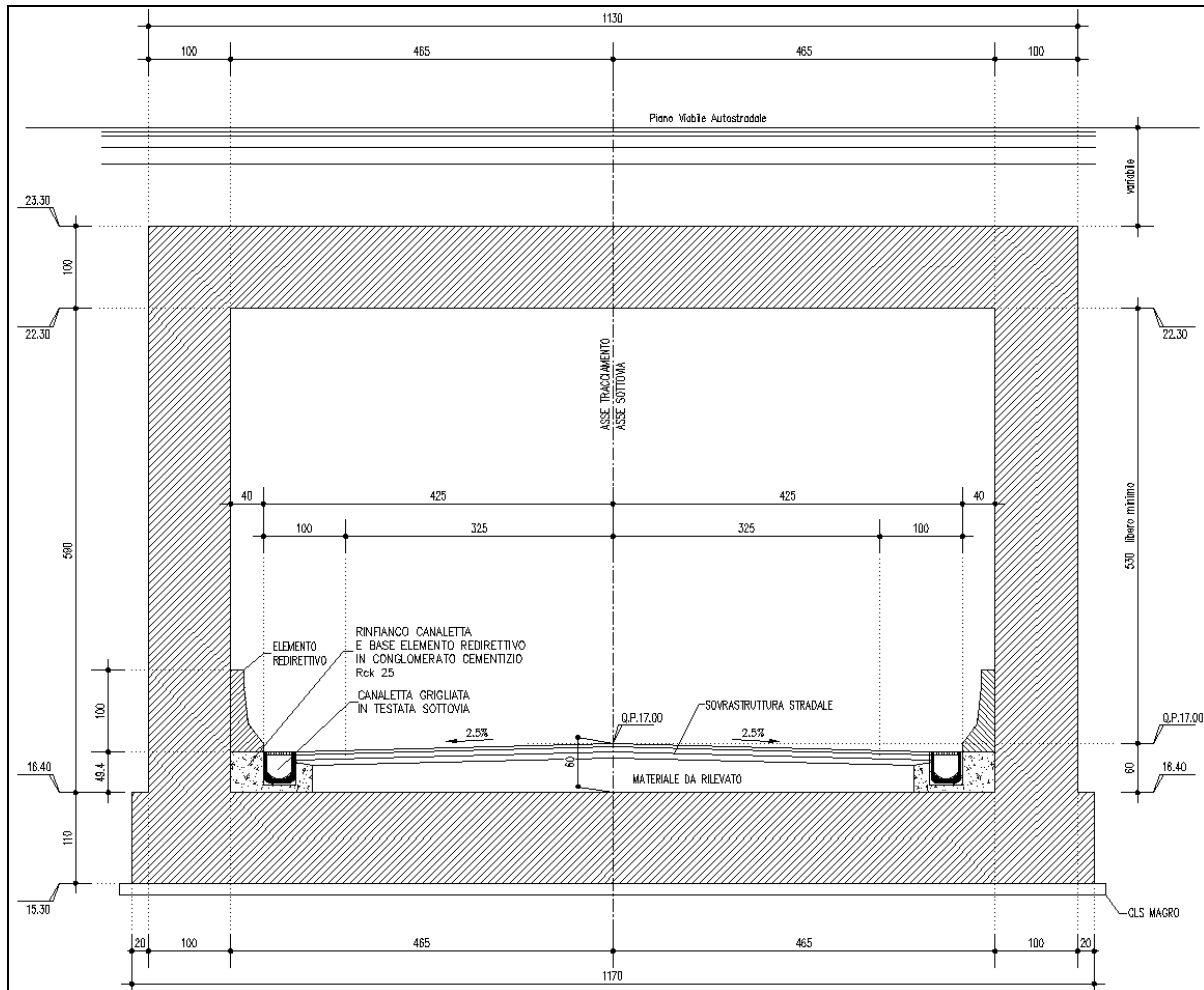 1130
100 465 465 100
Piano Viabile Autostradale
variabile
23.30
100
22.30
22.30
ASSE TRACCIAMENTO
ASSE SOTTOVIA
40 425 425 40
100 325 325 100
590
530 libero minimo
ELEMENTO
REDIRETTIVO
RINFIANCO CANALETTA
E BASE ELEMENTO REDIRETTIVO
IN CONGLOMERATO CEMENTIZIO
Rck 25
CANALETTA GRIGLIATA
IN TESTATA SOTTOVIA
SOVRASTRUTTURA STRADALE
100
Q.P.17.00
Q.P.17.00
2.5%
2.5%
16.40
49.4
60
MATERIALE DA RILEVATO
60
16.40
110
15.30
CLS MAGRO
20 100 465 465 100 20
1170